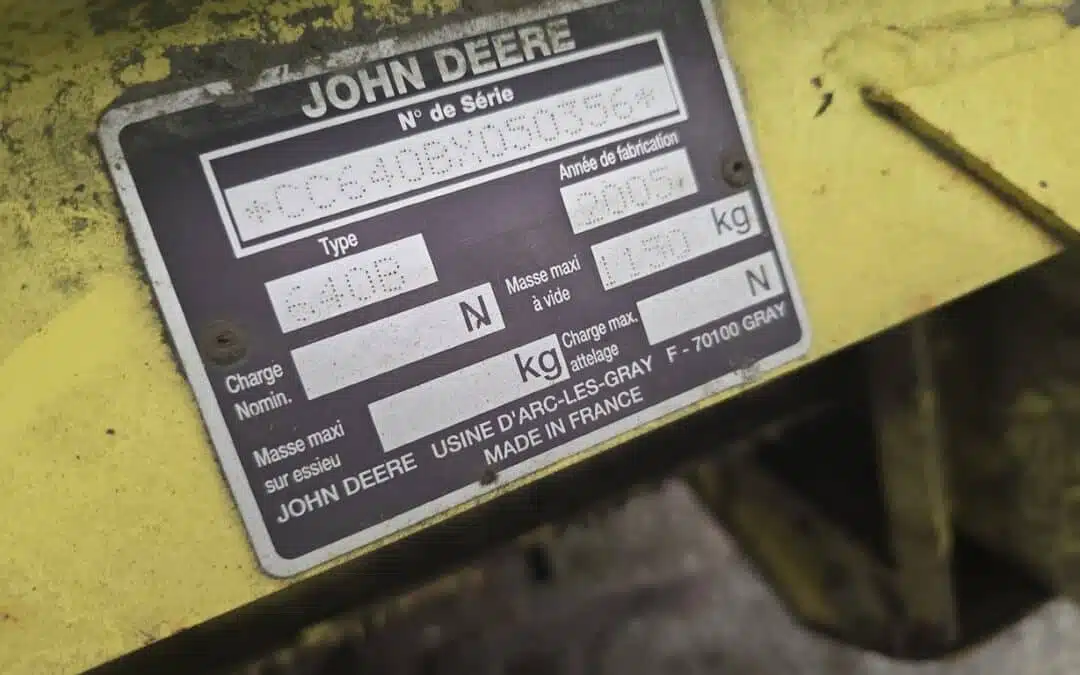 JOHN DEERE
N° de Série
*CC640BX050356*
Année de fabrication
2005
Type
640B
Masse maxi
à vide
1130 kg
Charge
Nomin.
N
Charge max.
attelage
N
Masse maxi
sur essieu
kg
JOHN DEERE USINE D'ARC-LES-GRAY F - 70100 GRAY
MADE IN FRANCE